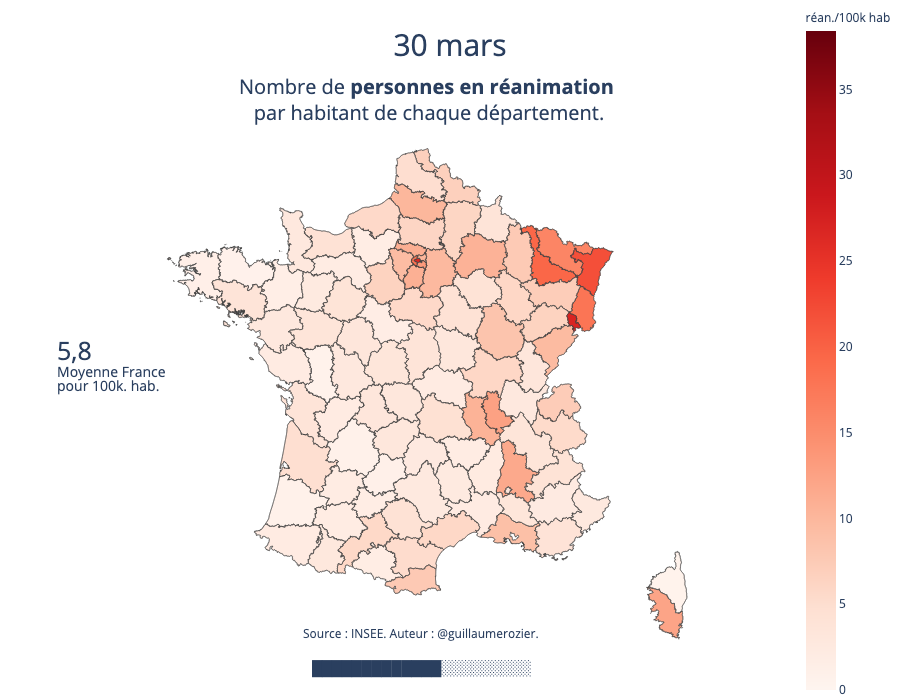 réan./100k hab
30 mars
Nombre de personnes en réanimation
par habitant de chaque département.
35
30
25
20
15
10
5
0
5,8
Moyenne France
pour 100k. hab.
Source : INSEE. Auteur : @guillaumerozier.